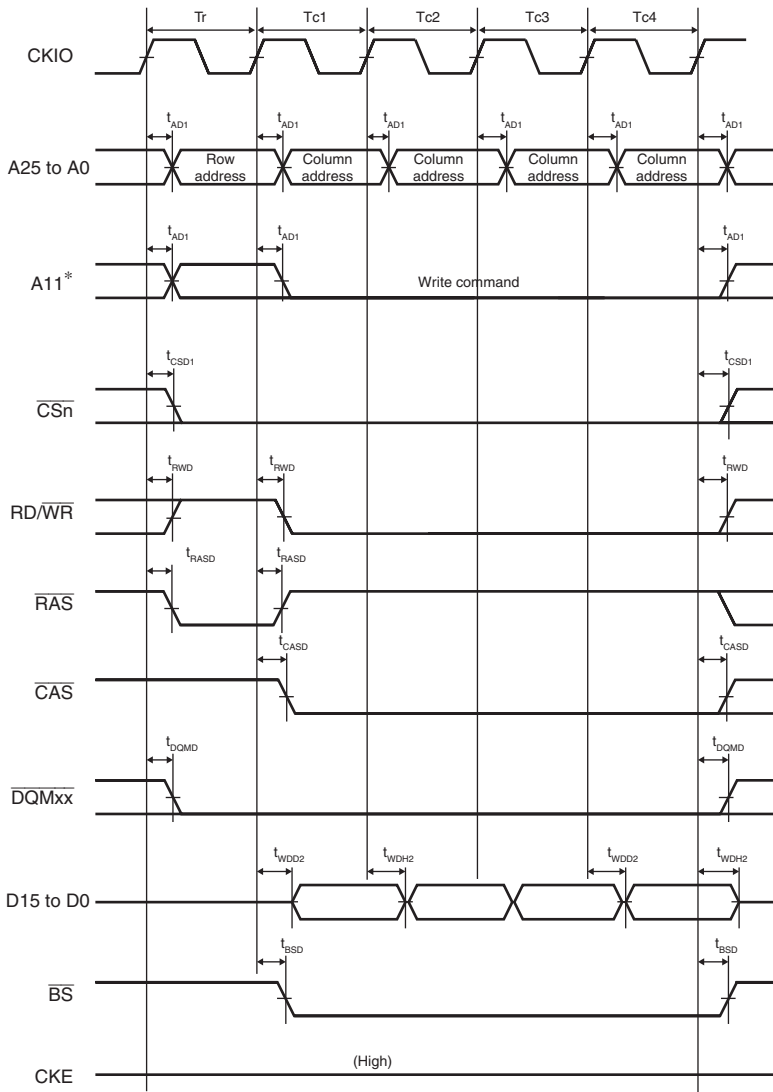 Tr Tc1 Tc2 Tc3 Tc4
CKIO
tAD1 tAD1 tAD1 tAD1 tAD1 tAD1
A25 to A0
Row address Column address Column address Column address Column address
tAD1 tAD1 tAD1
A11*
Write command
tCSD1 tCSD1
CSn
tRWD tRWD tRWD
RD/WR
tRASD tRASD
RAS
tCASD tCASD
CAS
tDQMD tDQMD
DQMxx
tWDD2 tWDH2 tWDD2 tWDH2
D15 to D0
tBSD tBSD
BS
(High)
CKE